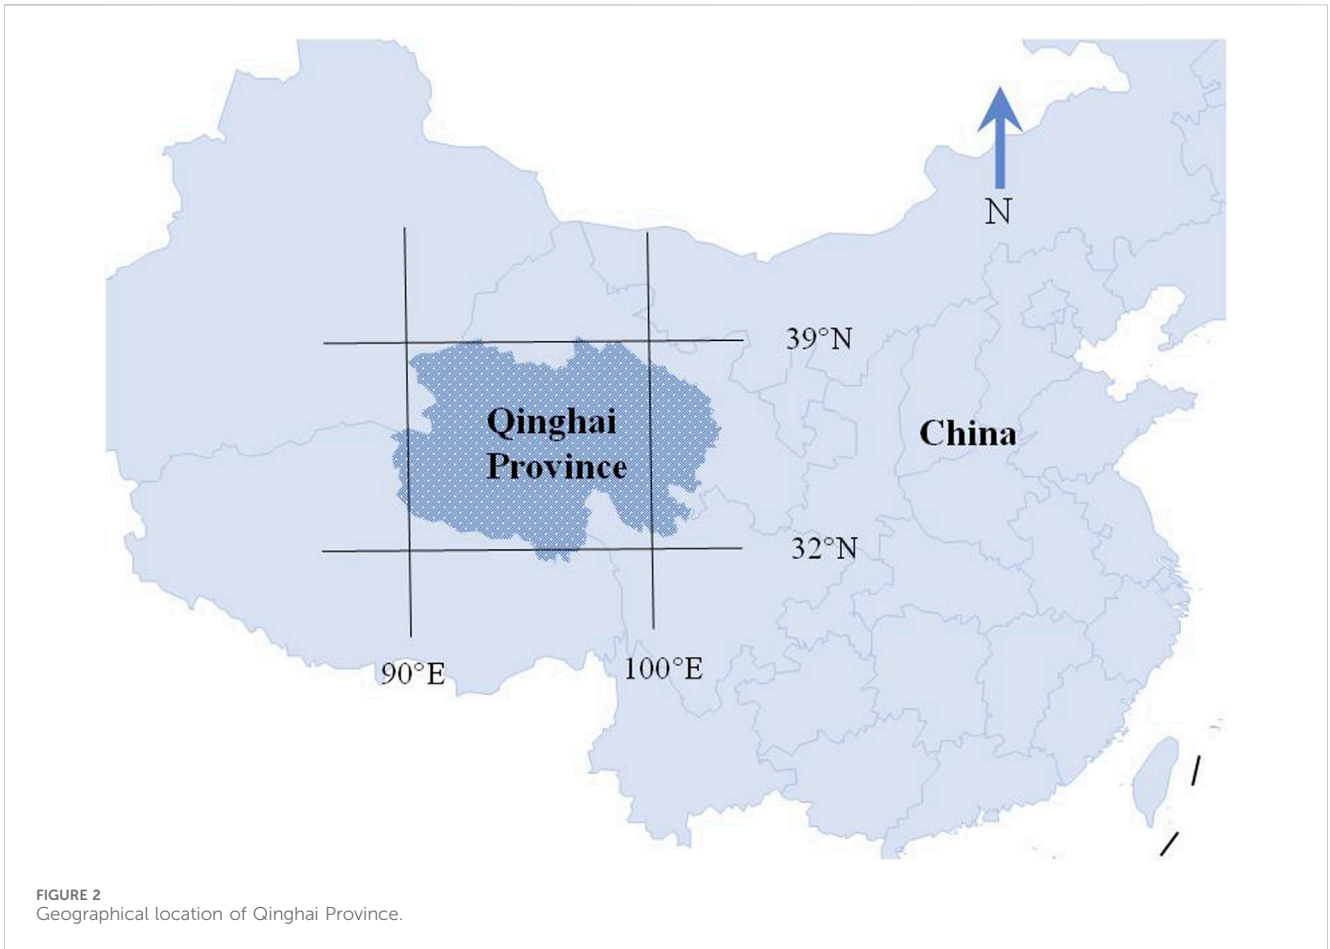 N
39°N
Qinghai
Province
China
32°N
90°E
100°E
FIGURE 2
Geographical location of Qinghai Province.